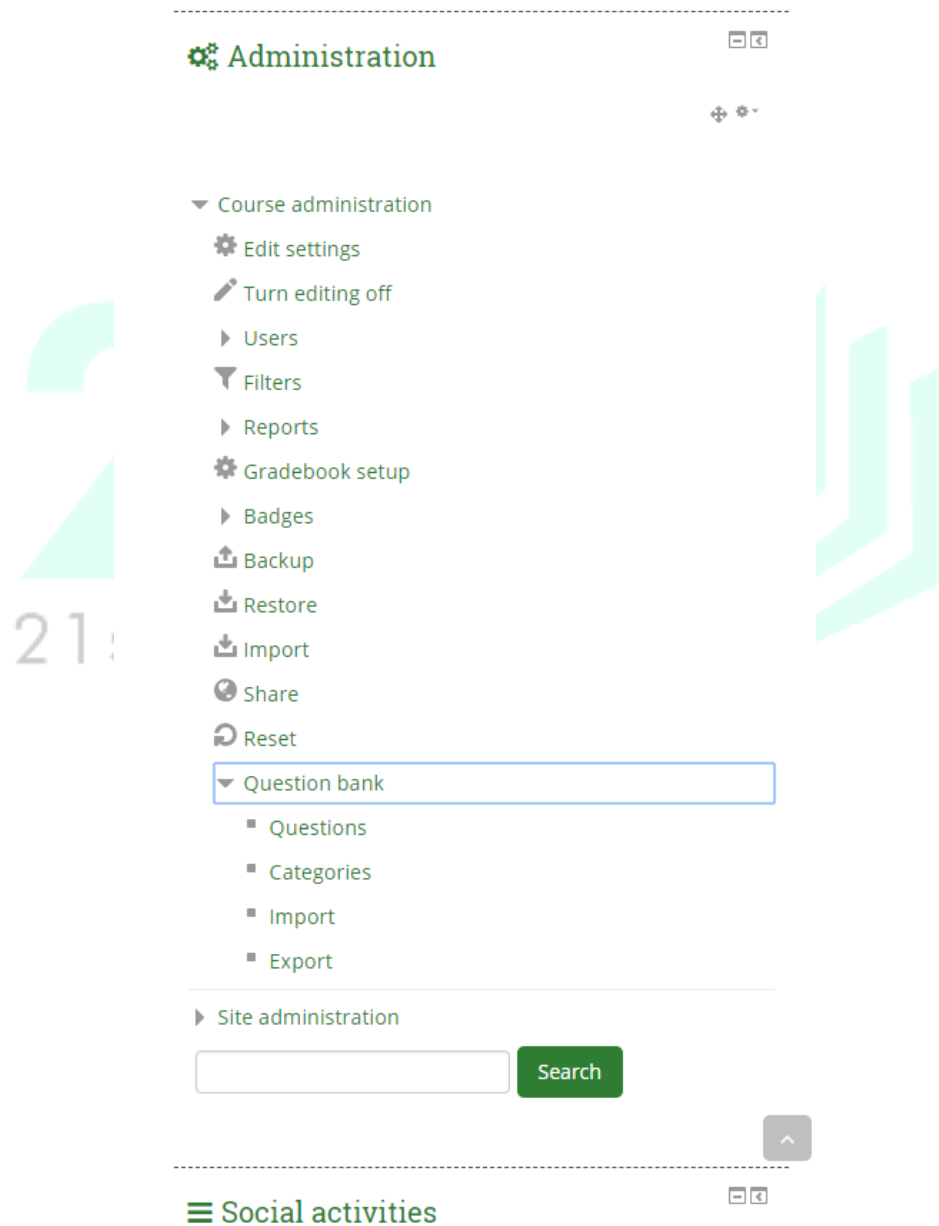 Administration
Course administration
Edit settings
Turn editing off
Users
Filters
Reports
Gradebook setup
Badges
Backup
Restore
Import
Share
Reset
Question bank
Questions
Categories
Import
Export
Site administration
Search
Social activities
21s